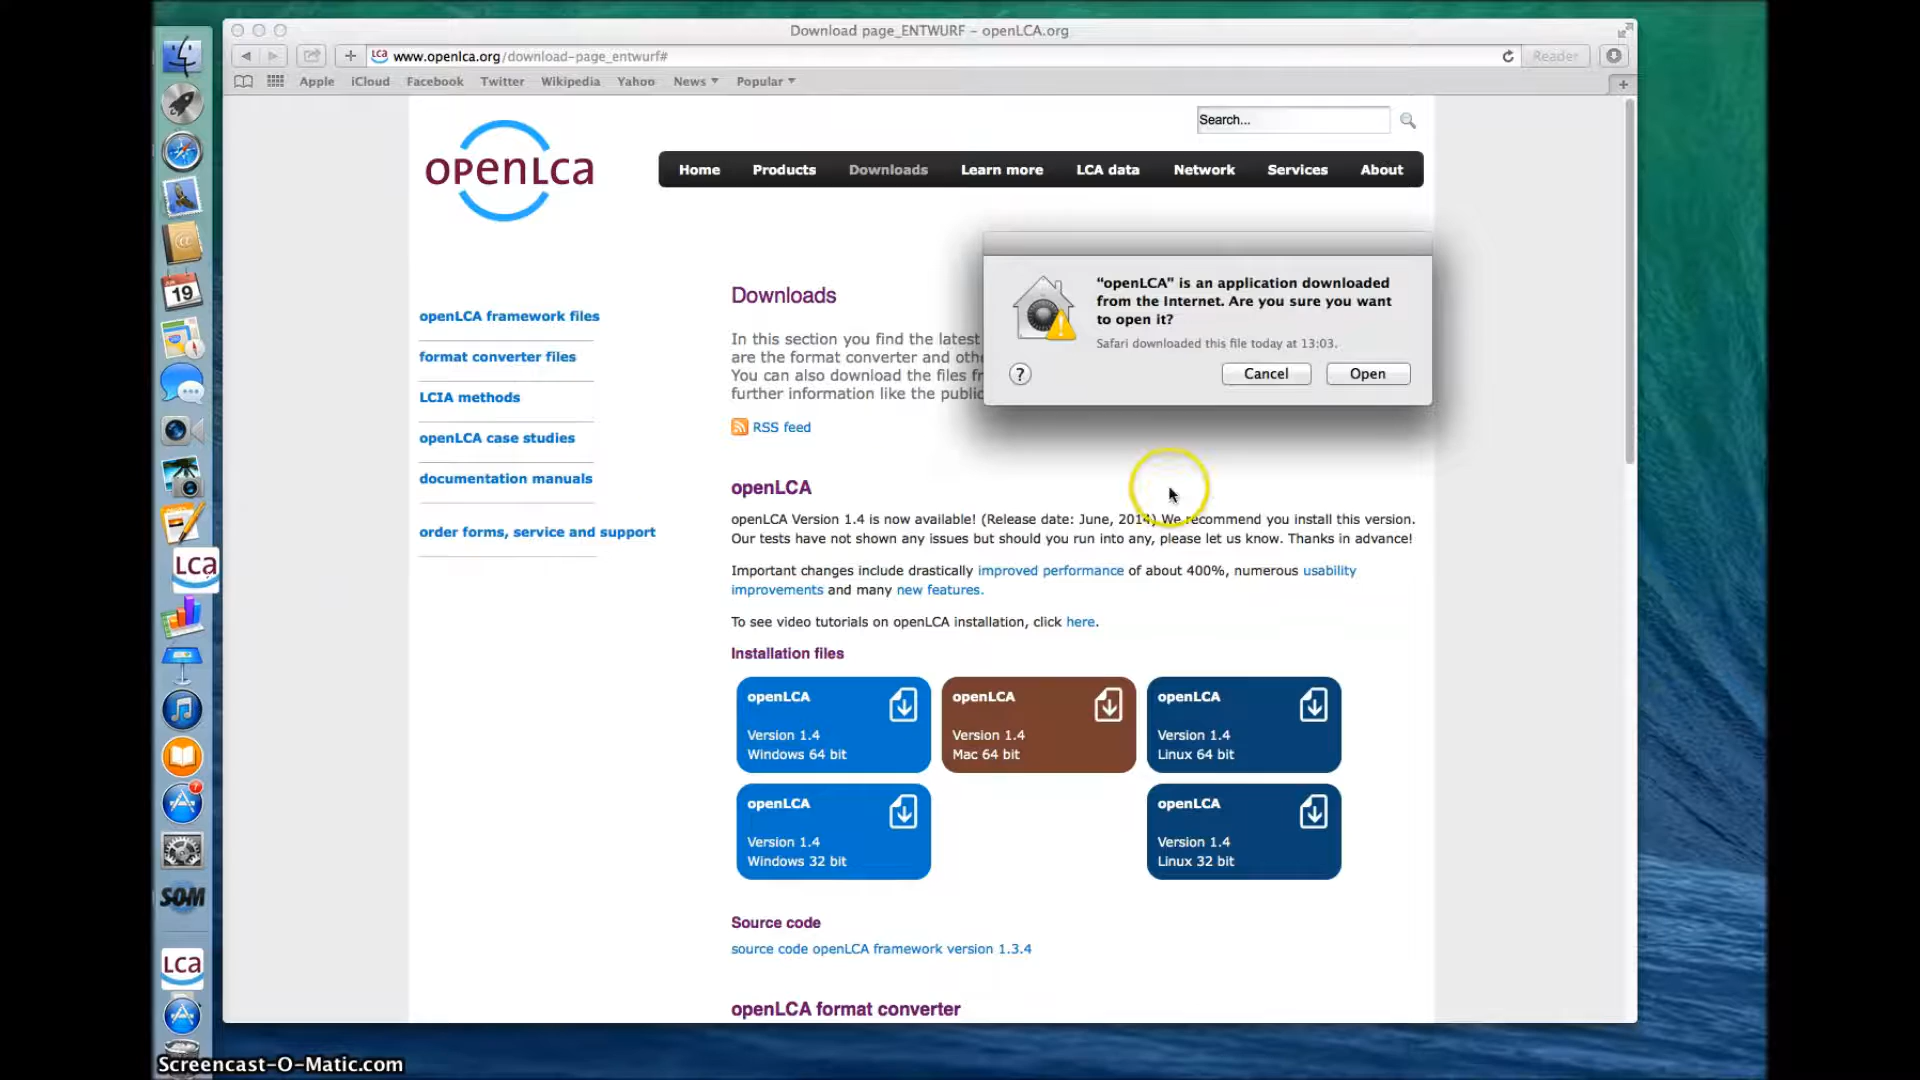 Download page_ENTWURF – openLCA.org
LCA www.openlca.org/download-page_entwurf#
Reader
Apple iCloud Facebook Twitter Wikipedia Yahoo News Popular
Search...
openLca
Home Products Downloads Learn more LCA data Network Services About
“openLCA” is an application downloaded
from the Internet. Are you sure you want
to open it?
Safari downloaded this file today at 13:03.
?
Cancel Open
openLCA framework files
format converter files
LCIA methods
openLCA case studies
documentation manuals
order forms, service and support
Downloads
In this section you find the latest
are the format converter and oth
You can also download the files fr
further information like the public
RSS feed
openLCA
openLCA Version 1.4 is now available! (Release date: June, 2014) We recommend you install this version.
Our tests have not shown any issues but should you run into any, please let us know. Thanks in advance!
Important changes include drastically improved performance of about 400%, numerous usability
improvements and many new features.
To see video tutorials on openLCA installation, click here.
Installation files
openLCA
Version 1.4
Windows 64 bit
openLCA
Version 1.4
Mac 64 bit
openLCA
Version 1.4
Linux 64 bit
openLCA
Version 1.4
Windows 32 bit
openLCA
Version 1.4
Linux 32 bit
Source code
source code openLCA framework version 1.3.4
openLCA format converter
19
LCA
SOM
LCA
Screencast-O-Matic.com